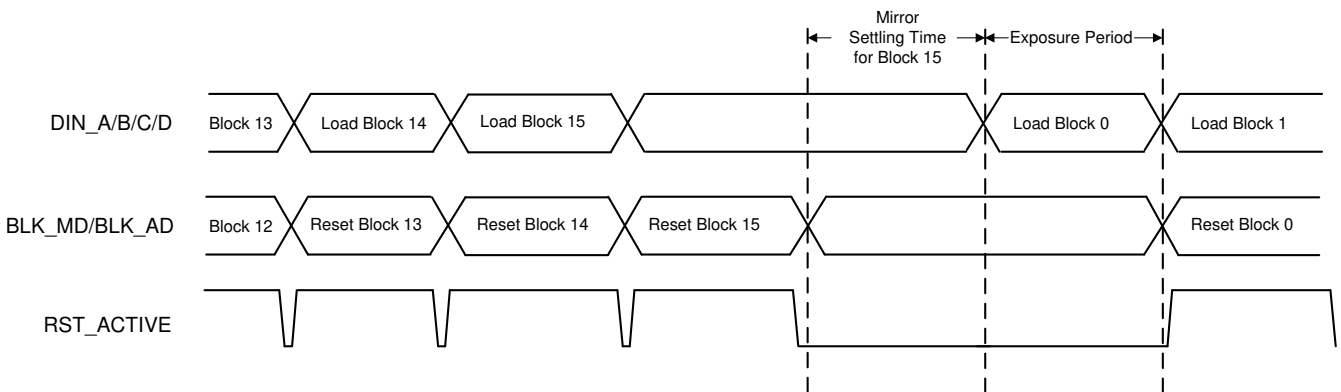 Mirror
Settling Time
for Block 15
Exposure Period
DIN_A/B/C/D
Block 13
Load Block 14
Load Block 15
Load Block 0
Load Block 1
BLK_MD/BLK_AD
Block 12
Reset Block 13
Reset Block 14
Reset Block 15
Reset Block 0
RST_ACTIVE